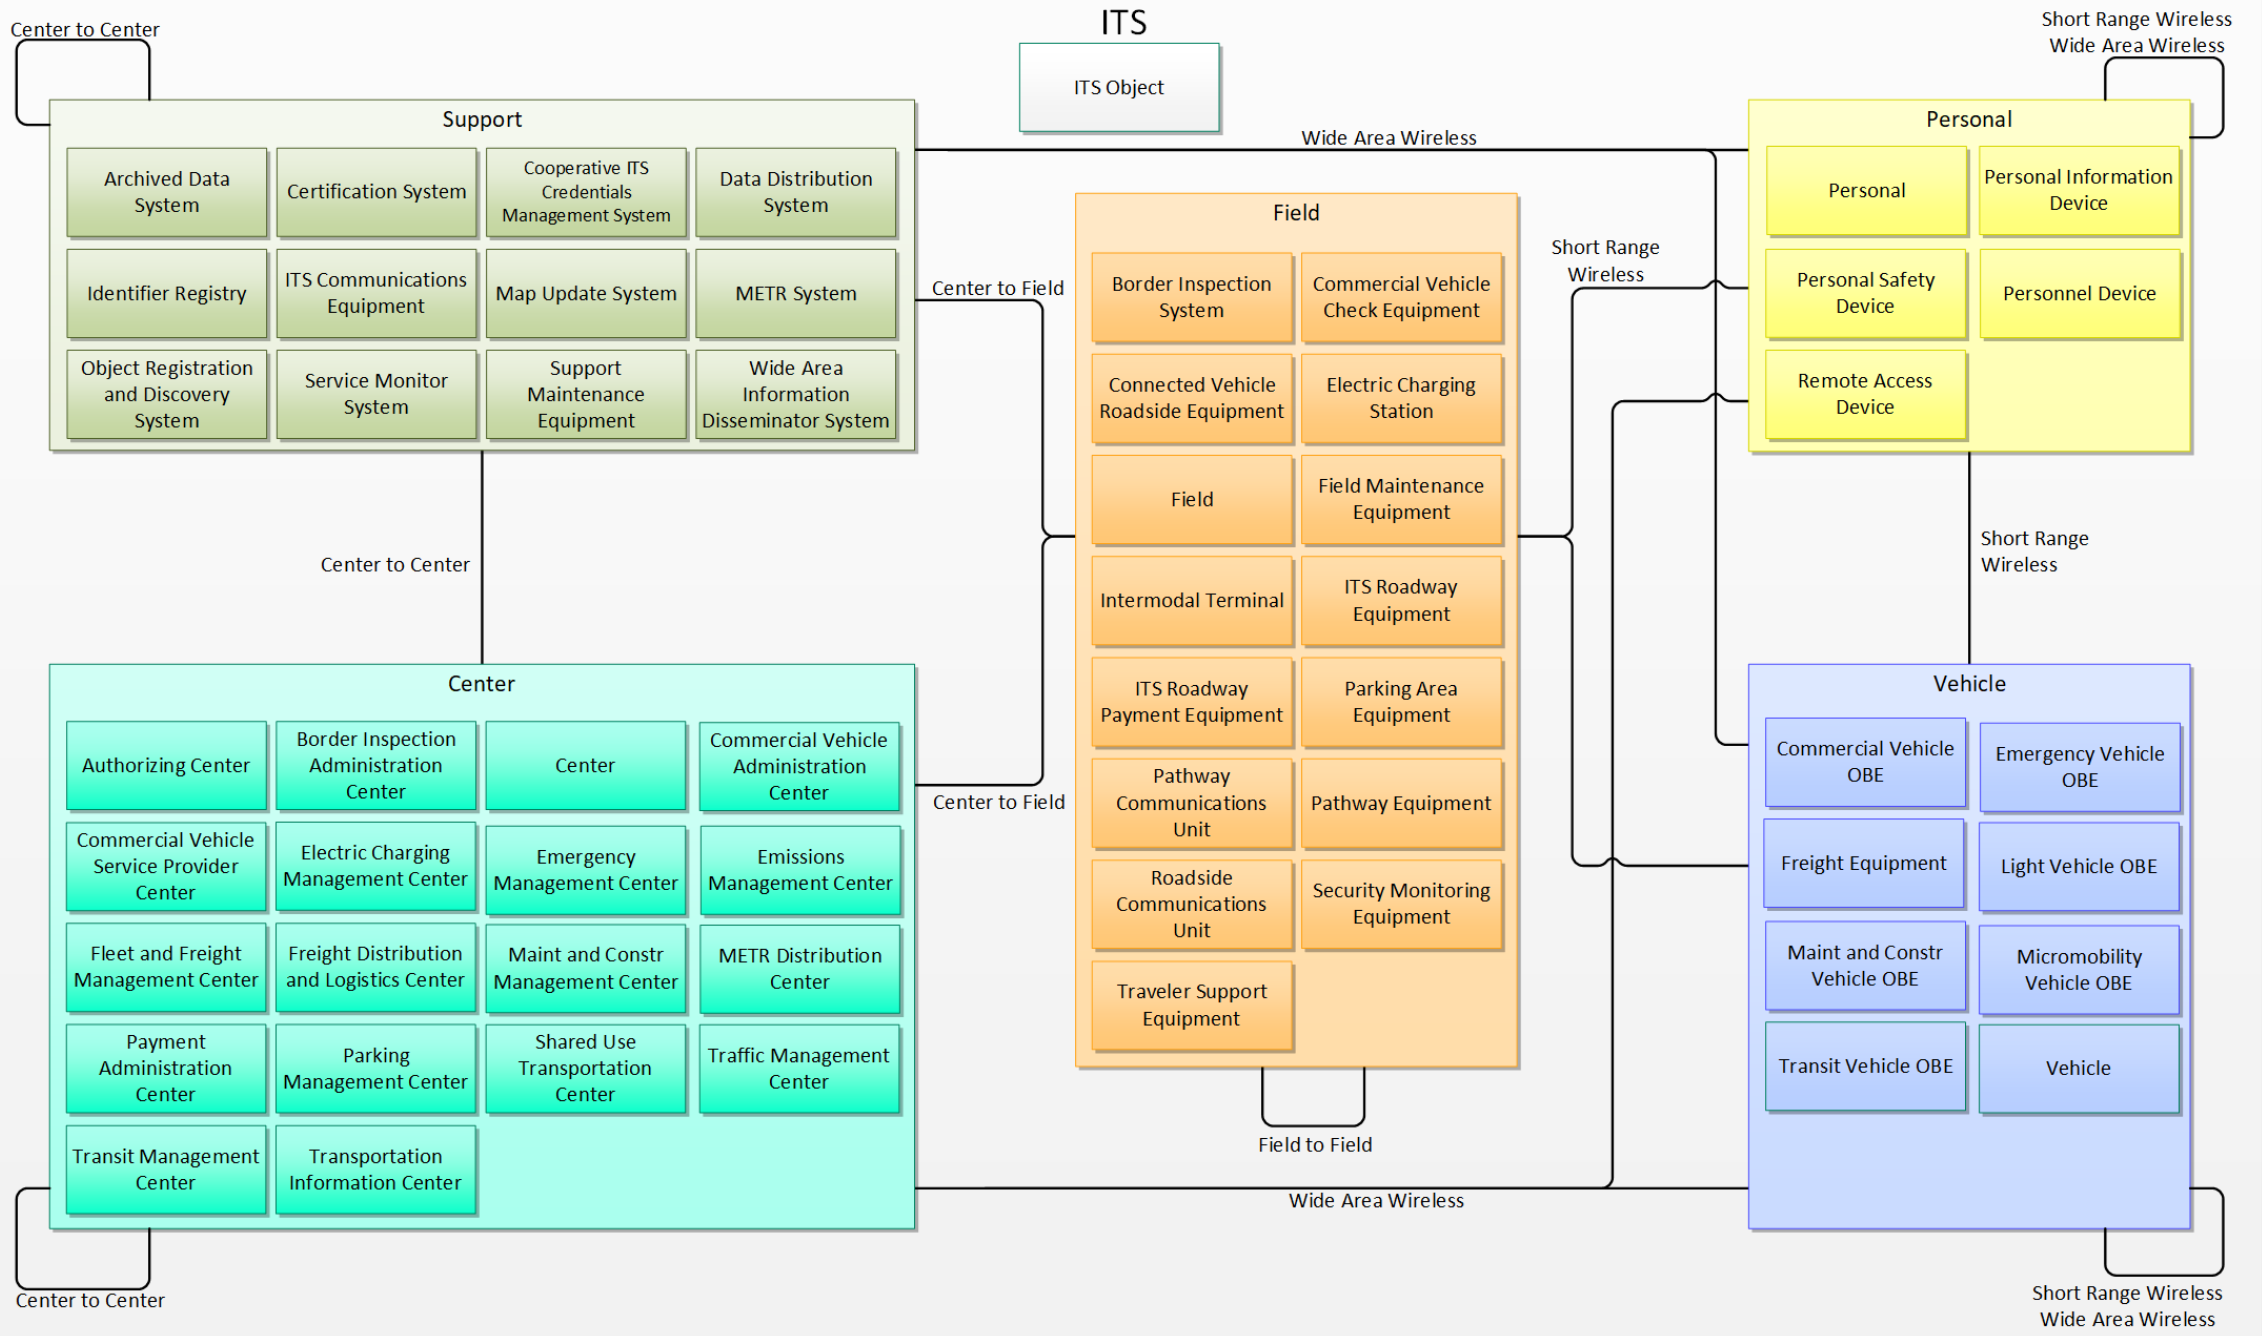 ITS
ITS Object
Center to Center
Support
Archived Data
System
Certification System
Cooperative ITS
Credentials
Management System
Data Distribution
System
Identifier Registry
ITS Communications
Equipment
Map Update System
METR System
Object Registration
and Discovery
System
Service Monitor
System
Support
Maintenance
Equipment
Wide Area
Information
Disseminator System
Center to Center
Center
Authorizing Center
Border Inspection
Administration
Center
Center
Commercial Vehicle
Administration
Center
Commercial Vehicle
Service Provider
Center
Electric Charging
Management Center
Emergency
Management Center
Emissions
Management Center
Fleet and Freight
Management Center
Freight Distribution
and Logistics Center
Maint and Constr
Management Center
METR Distribution
Center
Payment
Administration
Center
Parking
Management Center
Shared Use
Transportation
Center
Traffic Management
Center
Transit Management
Center
Transportation
Information Center
Center to Center
Center to Field
Center to Field
Wide Area Wireless
Field
Border Inspection
System
Commercial Vehicle
Check Equipment
Connected Vehicle
Roadside Equipment
Electric Charging
Station
Field
Field Maintenance
Equipment
Intermodal Terminal
ITS Roadway
Equipment
ITS Roadway
Payment Equipment
Parking Area
Equipment
Pathway
Communications
Unit
Pathway Equipment
Roadside
Communications
Unit
Security Monitoring
Equipment
Traveler Support
Equipment
Field to Field
Wide Area Wireless
Short Range
Wireless
Short Range Wireless
Wide Area Wireless
Personal
Personal
Personal Information
Device
Personal Safety
Device
Personnel Device
Remote Access
Device
Short Range
Wireless
Vehicle
Commercial Vehicle
OBE
Emergency Vehicle
OBE
Freight Equipment
Light Vehicle OBE
Maint and Constr
Vehicle OBE
Micromobility
Vehicle OBE
Transit Vehicle OBE
Vehicle
Short Range Wireless
Wide Area Wireless